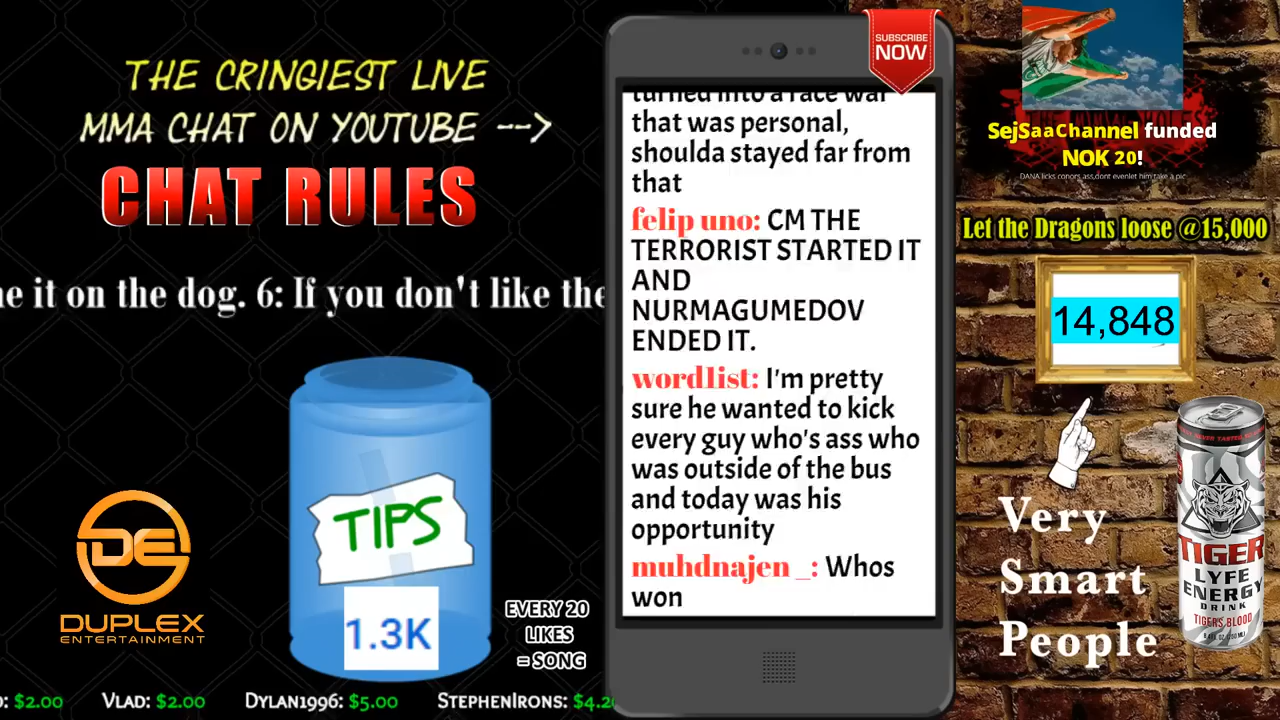 THE CRINGIEST LIVE
MMA CHAT ON YOUTUBE -->
CHAT RULES
e it on the dog. 6: If you don't like the
TIPS
1.3K
EVERY 20
LIKES
= SONG
DE
DUPLEX
ENTERTAINMENT
: $2.00 VLAD: $2.00 DYLAN1996: $5.00 STEPHENIRONS: $4.20
SUBSCRIBE
NOW
turned into a race war
that was personal,
shoulda stayed far from
that
felip uno: CM THE
TERRORIST STARTED IT
AND
NURMAGUMEDOV
ENDED IT.
wordlist: I'm pretty
sure he wanted to kick
every guy who's ass who
was outside of the bus
and today was his
opportunity
muhdnajen _: Whos
won
SejSaaChannel funded
NOK 20!
DANA licks conors ass,dont evenlet him take a pic
Let the Dragons loose @15,000
14,848
Very
Smart
People
TIGER
LYFE
ENERGY
DRINK
TIGERS BLOOD